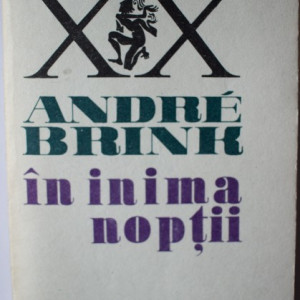 XX
ANDRÉ
BRINK
în inima
nopții